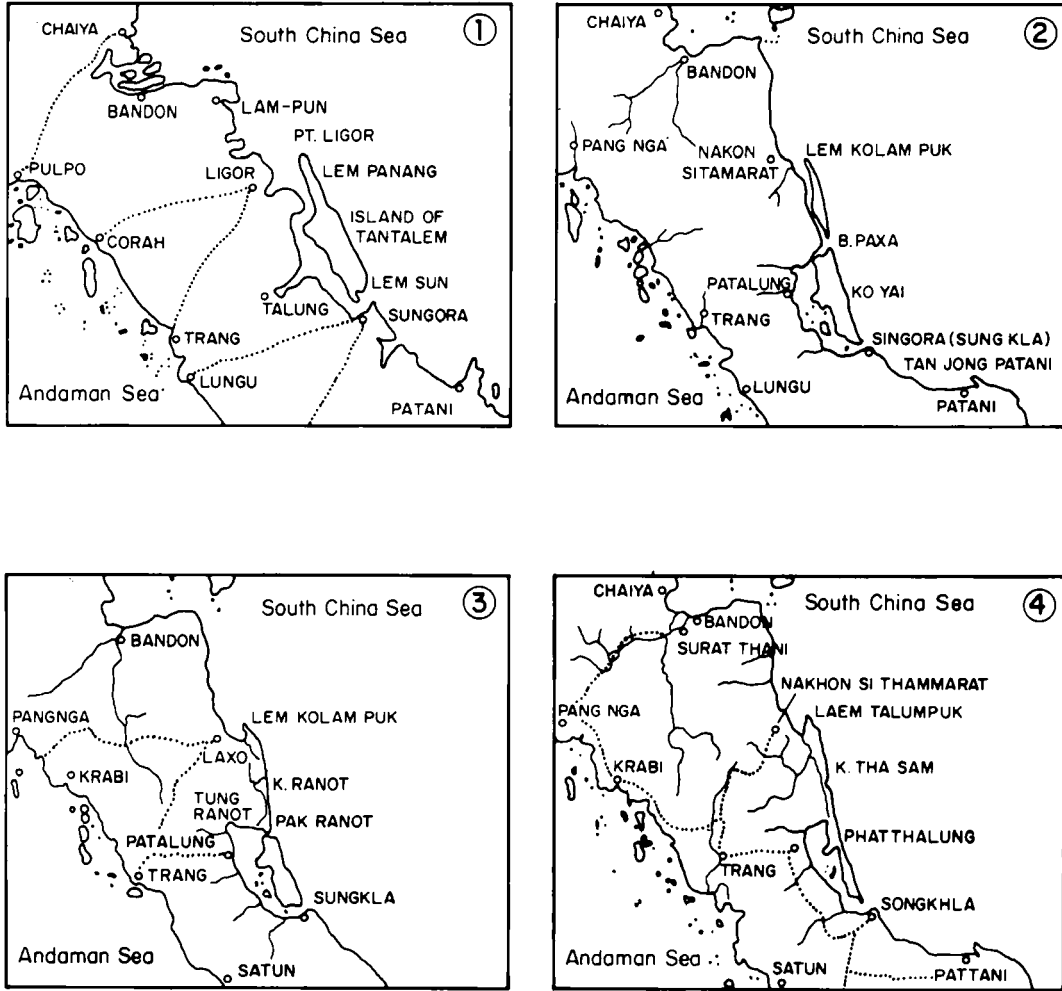 CHAIYA
South China Sea
1
BANDON
LAM-PUN
PT. LIGOR
PULPO
LIGOR
LEM PANANG
ISLAND OF
TANTALEM
CORAH
LEM SUN
TALUNG
SUNGORA
TRANG
LUNGU
Andaman Sea
PATANI
CHAIYA
South China Sea
2
BANDON
PANG NGA
NAKON
SITAMARAT
LEM KOLAM PUK
B. PAXA
PATALUNG
KO YAI
TRANG
SINGORA (SUNG KLA)
TAN JONG PATANI
LUNGU
Andaman Sea
PATANI
South China Sea
3
BANDON
LEM KOLAM PUK
PANGNGA
LAXO
KRABI
K. RANOT
TUNG
RANOT
PAK RANOT
PATALUNG
TRANG
SUNGKLA
Andaman Sea
SATUN
CHAIYA
South China Sea
4
BANDON
SURAT THANI
NAKHON SI THAMMARAT
PANG NGA
LAEM TALUMPUK
KRABI
K. THA SAM
PHATTHALUNG
TRANG
SONGKHLA
Andaman Sea
SATUN
PATTANI